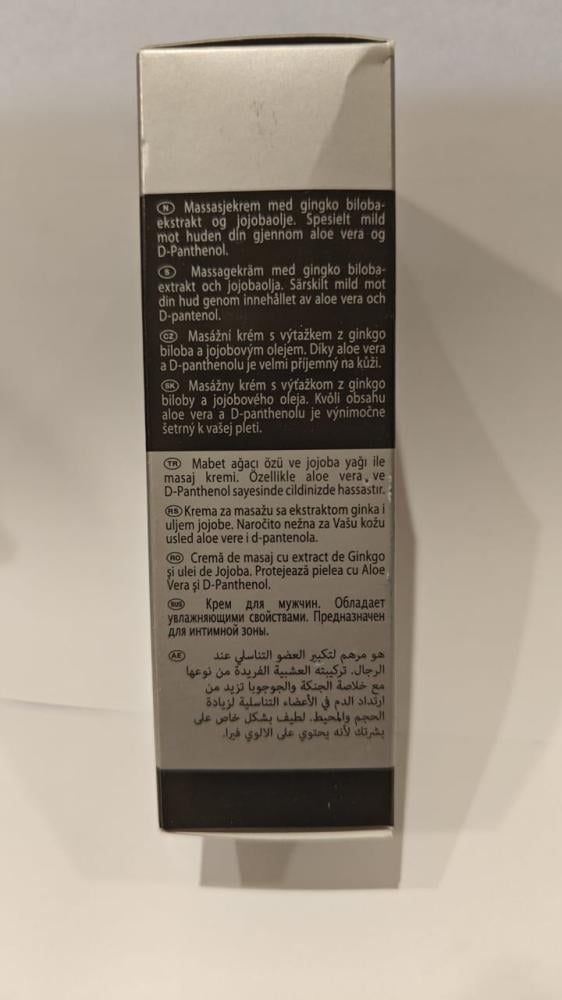 N Massasjekrem med gingko biloba-
ekstrakt og jojobaolje. Spesielt mild
mot huden din gjennom aloe vera og
D-Panthenol.
S Massagekräm med gingko biloba-
extrakt och jojobaolja. Särskilt mild mot
din hud genom innehållet av aloe vera och
D-pantenol.
CZ Masážní krém s výtažkem z ginkgo
biloba a jojobovým olejem. Díky aloe vera
a D-panthenolu je velmi příjemný na kůži.
SK Masážny krém s výťažkom z ginkgo
biloby a jojobového oleja. Kvôli obsahu
aloe vera a D-panthenolu je výnimočne
šetrný k vašej pleti.
TR Mabet ağacı özü ve jojoba yağı ile
masaj kremi. Özellikle aloe vera ve
D-Panthenol sayesinde cildinizde hassastır.
RS Krema za masažu sa ekstraktom ginka i
uljem jojobe. Naročito nežna za Vašu kožu
usled aloe vere i d-pantenola.
RO Cremă de masaj cu extract de Ginkgo
și ulei de Jojoba. Protejează pielea cu Aloe
Vera și D-Panthenol.
RUS Крем для мужчин. Обладает
увлажняющими свойствами. Предназначен
для интимной зоны.
AE هو مرهم لتكبير العضو التناسلي عند
الرجال. تركيبته العشبية الفريدة من نوعها
مع خلاصة الجنكة والجوجوبا تزيد من
ارتداد الدم في الأعضاء التناسلية لزيادة
الحجم والمحيط. لطيف بشكل خاص على
بشرتك لأنه يحتوي على الالوي فيرا.